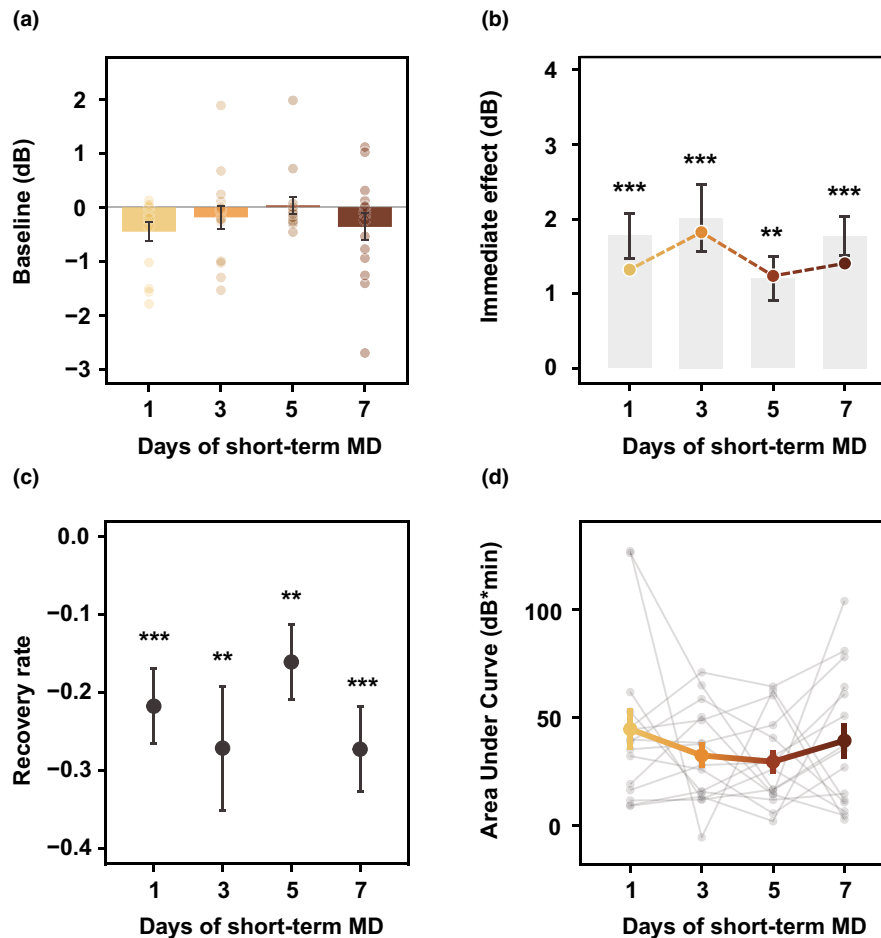 (a)
Baseline (dB)
2
1
0
−1
−2
−3
1 3 5 7
Days of short-term MD
(b)
Immediate effect (dB)
4
3
2
1
0
*** *** ** ***
1 3 5 7
Days of short-term MD
(c)
Recovery rate
0.0
−0.1
−0.2
−0.3
−0.4
*** ** ** ***
1 3 5 7
Days of short-term MD
(d)
Area Under Curve (dB*min)
100
50
0
1 3 5 7
Days of short-term MD